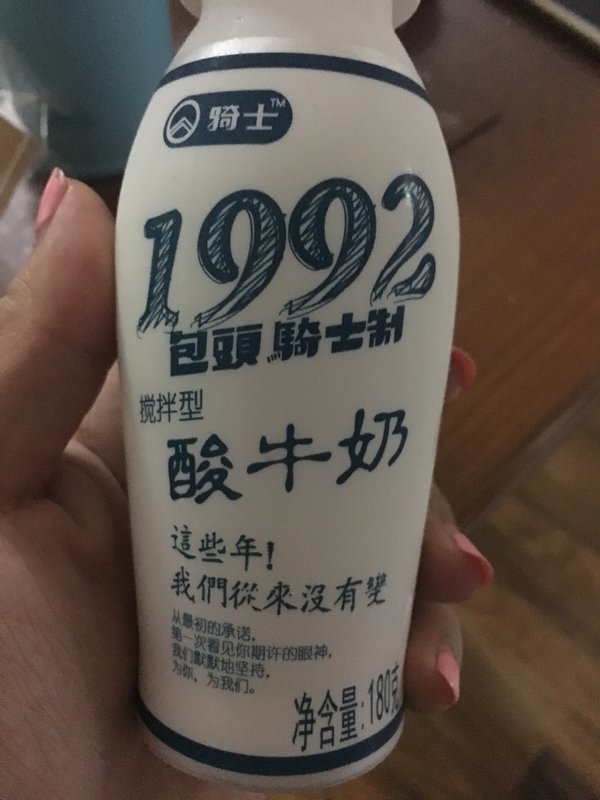 骑士™
1992
包頭騎士制
搅拌型
酸牛奶
這些年!
我們從來沒有變
从最初的承诺,
第一次看见你期许的眼神,
我们默默地坚持,
为你，为我们。
净含量:180克